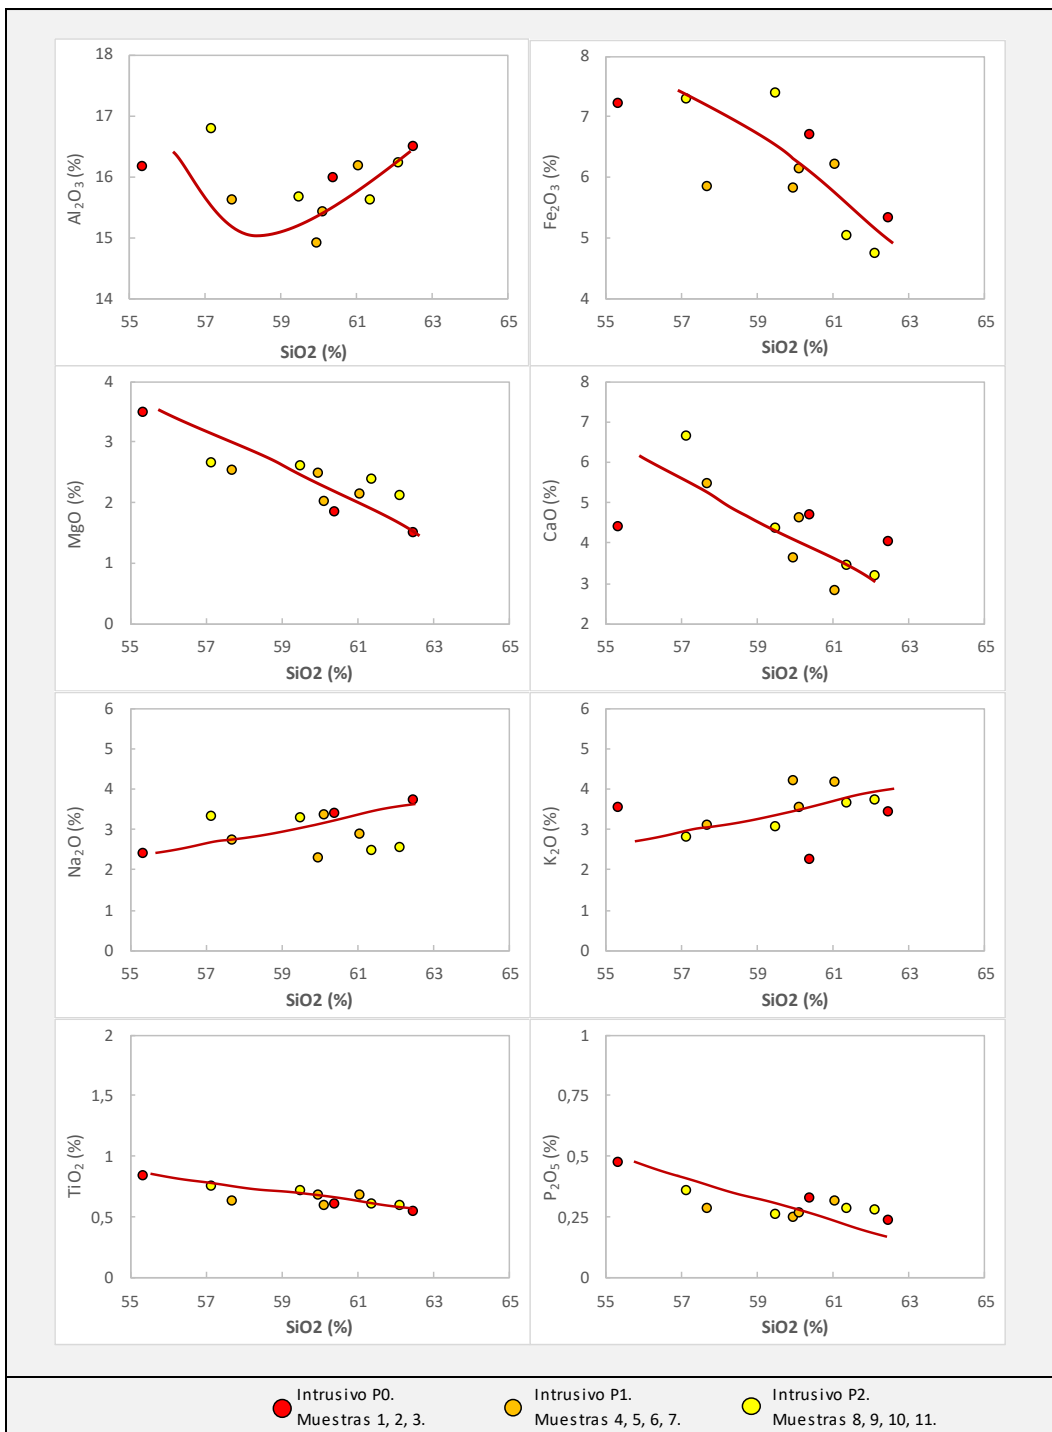 18
17
16
15
14
Al₂O₃ (%)
55 57 59 61 63 65
SiO2 (%)
8
7
6
5
4
Fe₂O₃ (%)
55 57 59 61 63 65
SiO2 (%)
4
3
2
1
0
MgO (%)
55 57 59 61 63 65
SiO2 (%)
8
7
6
5
4
3
2
CaO (%)
55 57 59 61 63 65
SiO2 (%)
6
5
4
3
2
1
0
Na₂O (%)
55 57 59 61 63 65
SiO2 (%)
6
5
4
3
2
1
0
K₂O (%)
55 57 59 61 63 65
SiO2 (%)
2
1,5
1
0,5
0
TiO₂ (%)
55 57 59 61 63 65
SiO2 (%)
1
0,75
0,5
0,25
0
P₂O₅ (%)
55 57 59 61 63 65
SiO2 (%)
Intrusivo P0.
Muestras 1, 2, 3.
Intrusivo P1.
Muestras 4, 5, 6, 7.
Intrusivo P2.
Muestras 8, 9, 10, 11.